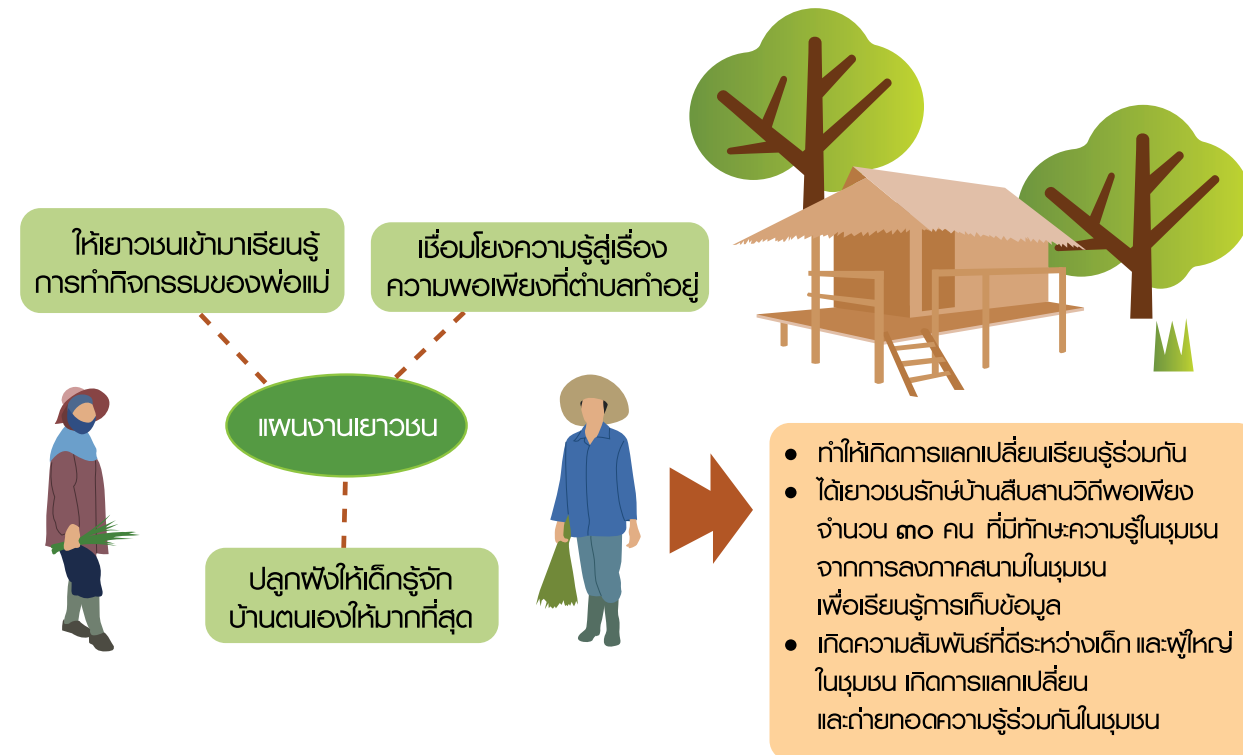 ให้เยาวชนเข้ามาเรียนรู้
การทำกิจกรรมของพ่อแม่
เชื่อมโยงความรู้สู่เรื่อง
ความพอเพียงที่ตำบลทำอยู่
แผนงานเยาวชน
ปลูกฝังให้เด็กรู้จัก
บ้านตนเองให้มากที่สุด
● ทำให้เกิดการแลกเปลี่ยนเรียนรู้ร่วมกัน
● ได้เยาวชนรักษ์บ้านสืบสานวิถีพอเพียง
จำนวน ๓๐ คน ที่มีทักษะความรู้ในชุมชน
จากการลงภาคสนามในชุมชน
เพื่อเรียนรู้การเก็บข้อมูล
● เกิดความสัมพันธ์ที่ดีระหว่างเด็ก และผู้ใหญ่
ในชุมชน เกิดการแลกเปลี่ยน
และถ่ายทอดความรู้ร่วมกันในชุมชน